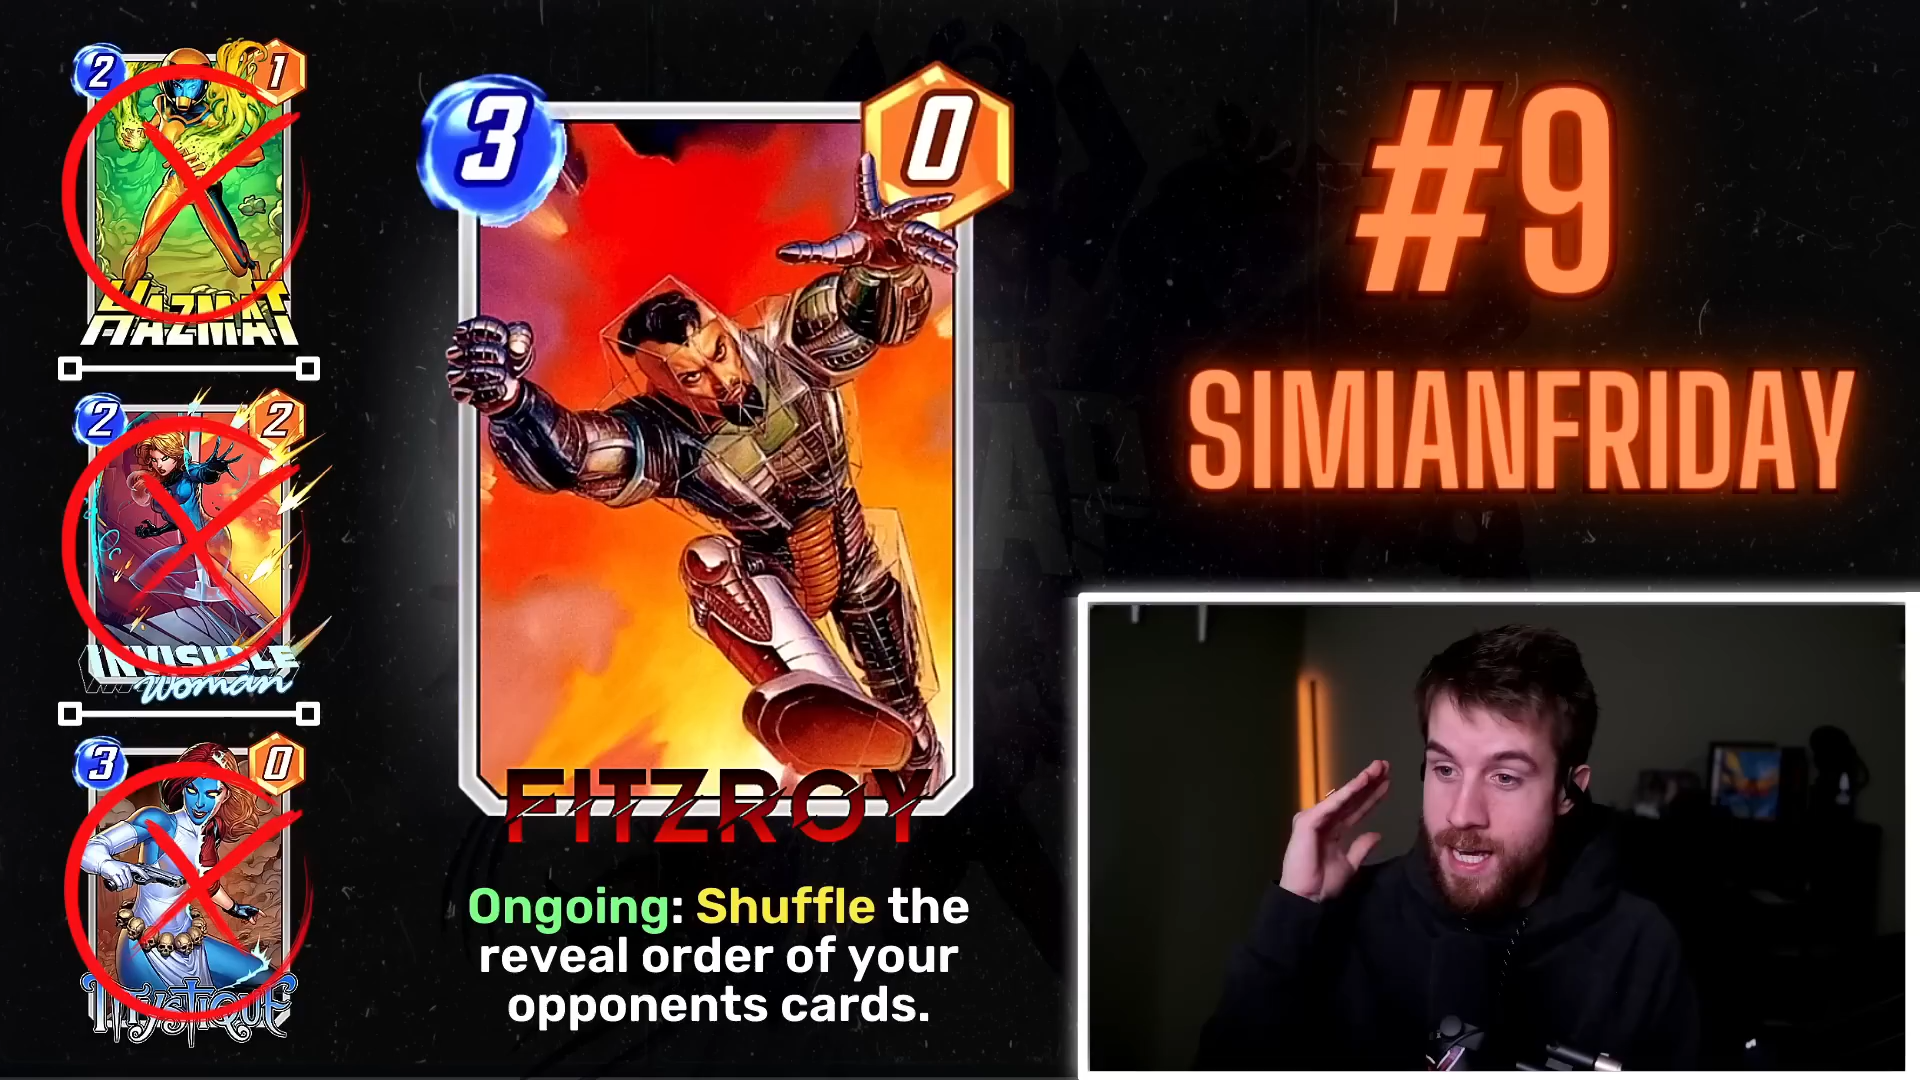 2
1
HAZMAT
2
2
INVISIBLE
Woman
3
0
MYSTIQUE
3
0
FITZROY
Ongoing: Shuffle the
reveal order of your
opponents cards.
#9
SIMIANFRIDAY